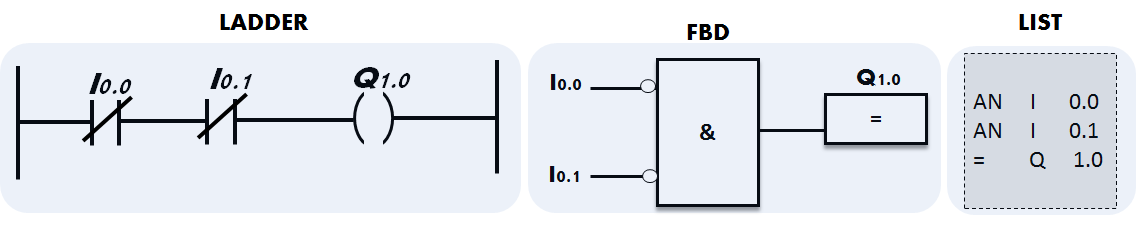 LADDER
I0.0 I0.1 Q1.0
FBD
I0.0
I0.1
&
Q1.0
=
LIST
AN I 0.0
AN I 0.1
= Q 1.0